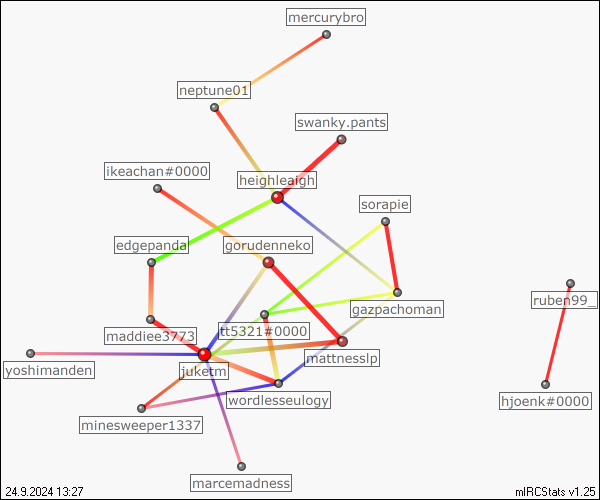 mercurybro
neptune01
swanky.pants
ikeachan#0000
heighleaigh
sorapie
edgepanda
gorudenneko
ruben99_
gazpachoman
tt5321#0000
maddiee3773
mattnesslp
yoshimanden
juketm
wordlesseulogy
hjoenk#0000
minesweeper1337
marcemadness
24.9.2024 13:27
mIRCStats v1.25